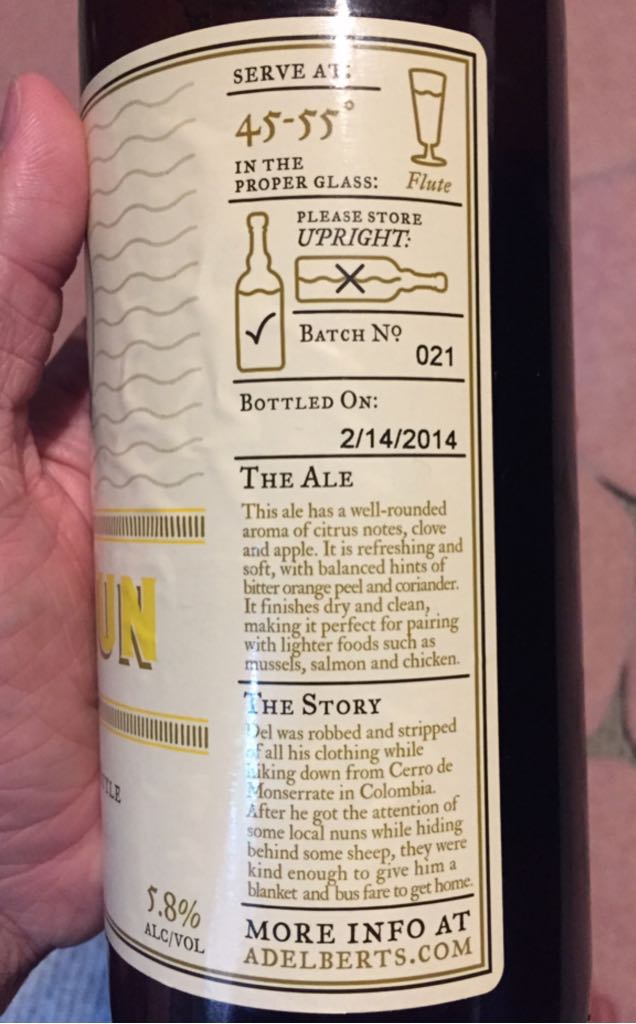 SERVE AT:
45-55°
IN THE
PROPER GLASS:
Flute
PLEASE STORE
UPRIGHT:
BATCH Nº
021
BOTTLED ON:
2/14/2014
THE ALE
This ale has a well-rounded
aroma of citrus notes, clove
and apple. It is refreshing and
soft, with balanced hints of
bitter orange peel and coriander.
It finishes dry and clean,
making it perfect for pairing
with lighter foods such as
mussels, salmon and chicken.
THE STORY
Del was robbed and stripped
of all his clothing while
hiking down from Cerro de
Monserrate in Colombia.
After he got the attention of
some local nuns while hiding
behind some sheep, they were
kind enough to give him a
blanket and bus fare to get home.
MORE INFO AT
ADELBERTS.COM
UN
5.8%
ALC/VOL